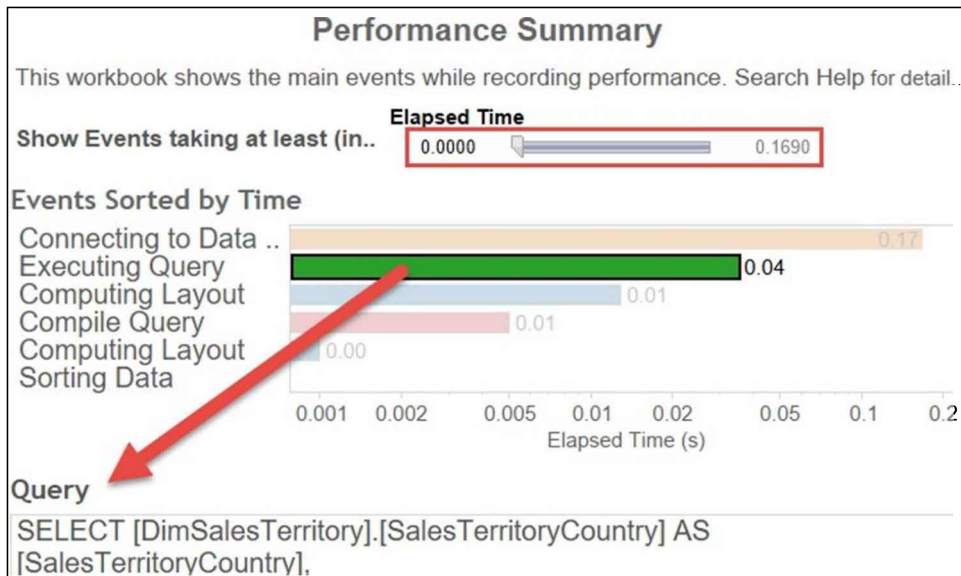 Performance Summary
This workbook shows the main events while recording performance. Search Help for detail..
Elapsed Time
Show Events taking at least (in..
0.0000 0.1690
Events Sorted by Time
Connecting to Data .. 0.17
Executing Query 0.04
Computing Layout 0.01
Compile Query 0.01
Computing Layout 0.00
Sorting Data
0.001 0.002 0.005 0.01 0.02 0.05 0.1 0.2
Elapsed Time (s)
Query
SELECT [DimSalesTerritory].[SalesTerritoryCountry] AS
[SalesTerritoryCountry],